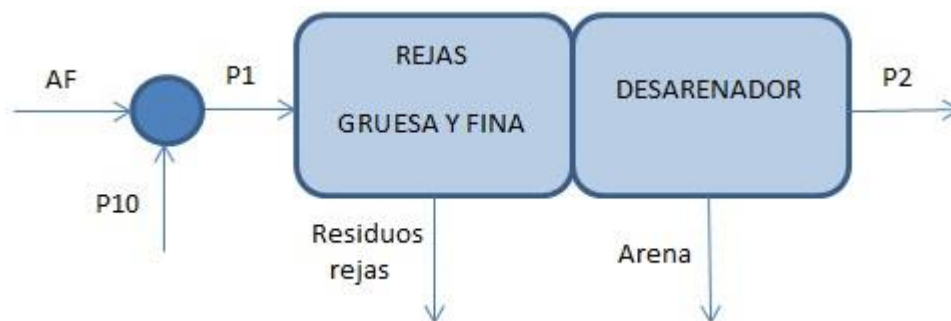 AF
P1
P10
REJAS
GRUESA Y FINA
DESARENADOR
P2
Residuos
rejas
Arena